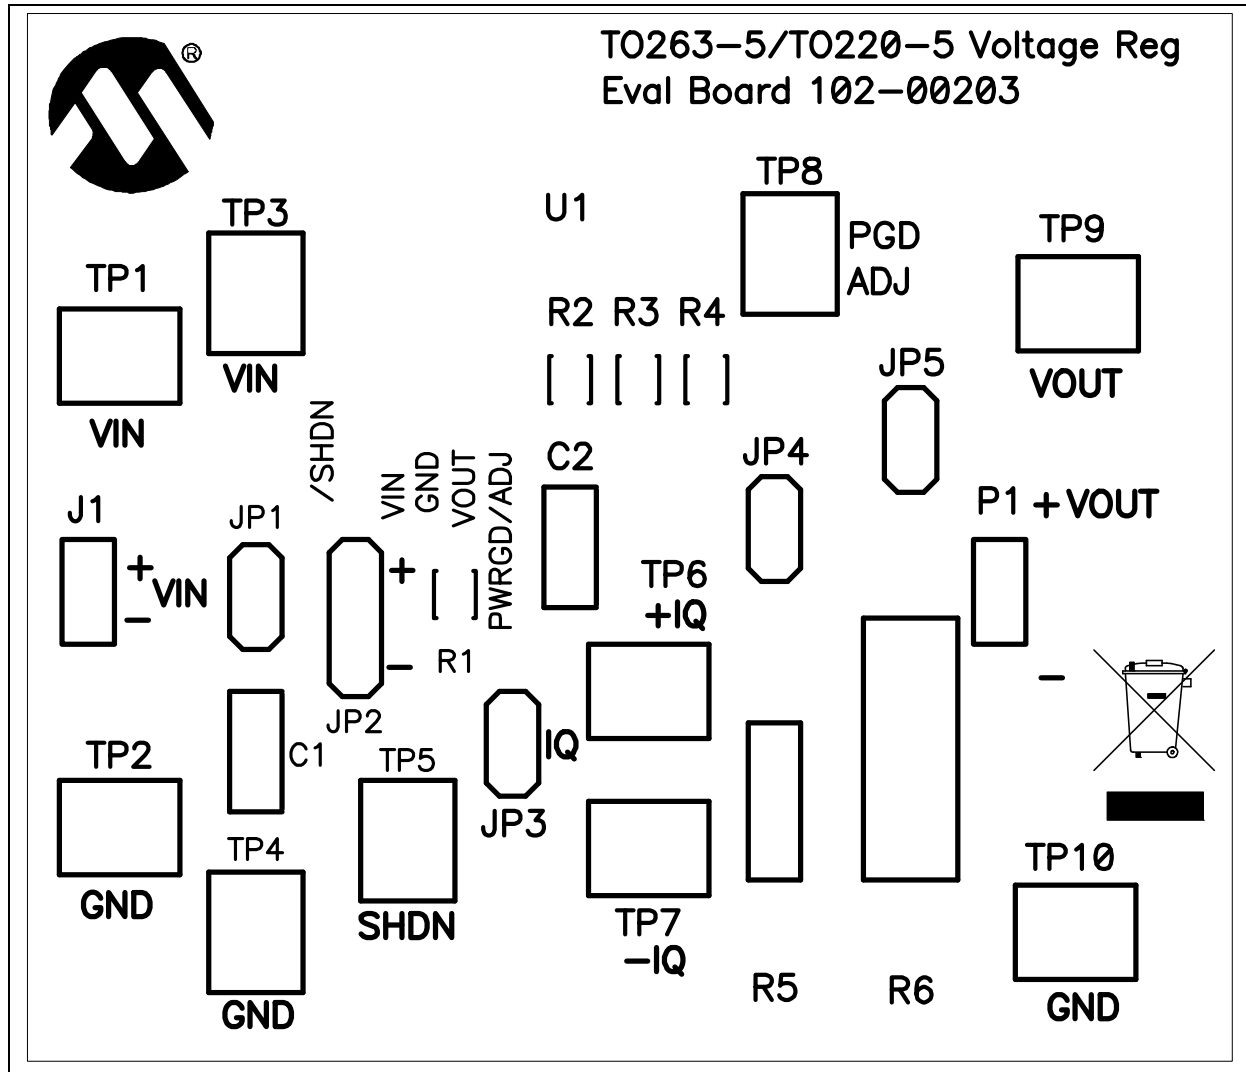 ®
TO263-5/TO220-5 Voltage Reg
Eval Board 102-00203
TP8
TP3
U1
TP9
PGD
ADJ
TP1
R2 R3 R4
JP5
VIN
VOUT
VIN
/SHDN
VIN
GND
VOUT
PWRGD/ADJ
C2
JP4
J1
JP1
P1 +VOUT
+
VIN
-
+
-
R1
TP6
+IQ
-
JP2
IQ
TP2
C1
TP5
JP3
TP4
TP10
GND
SHDN
TP7
-IQ
R5
R6
GND
GND